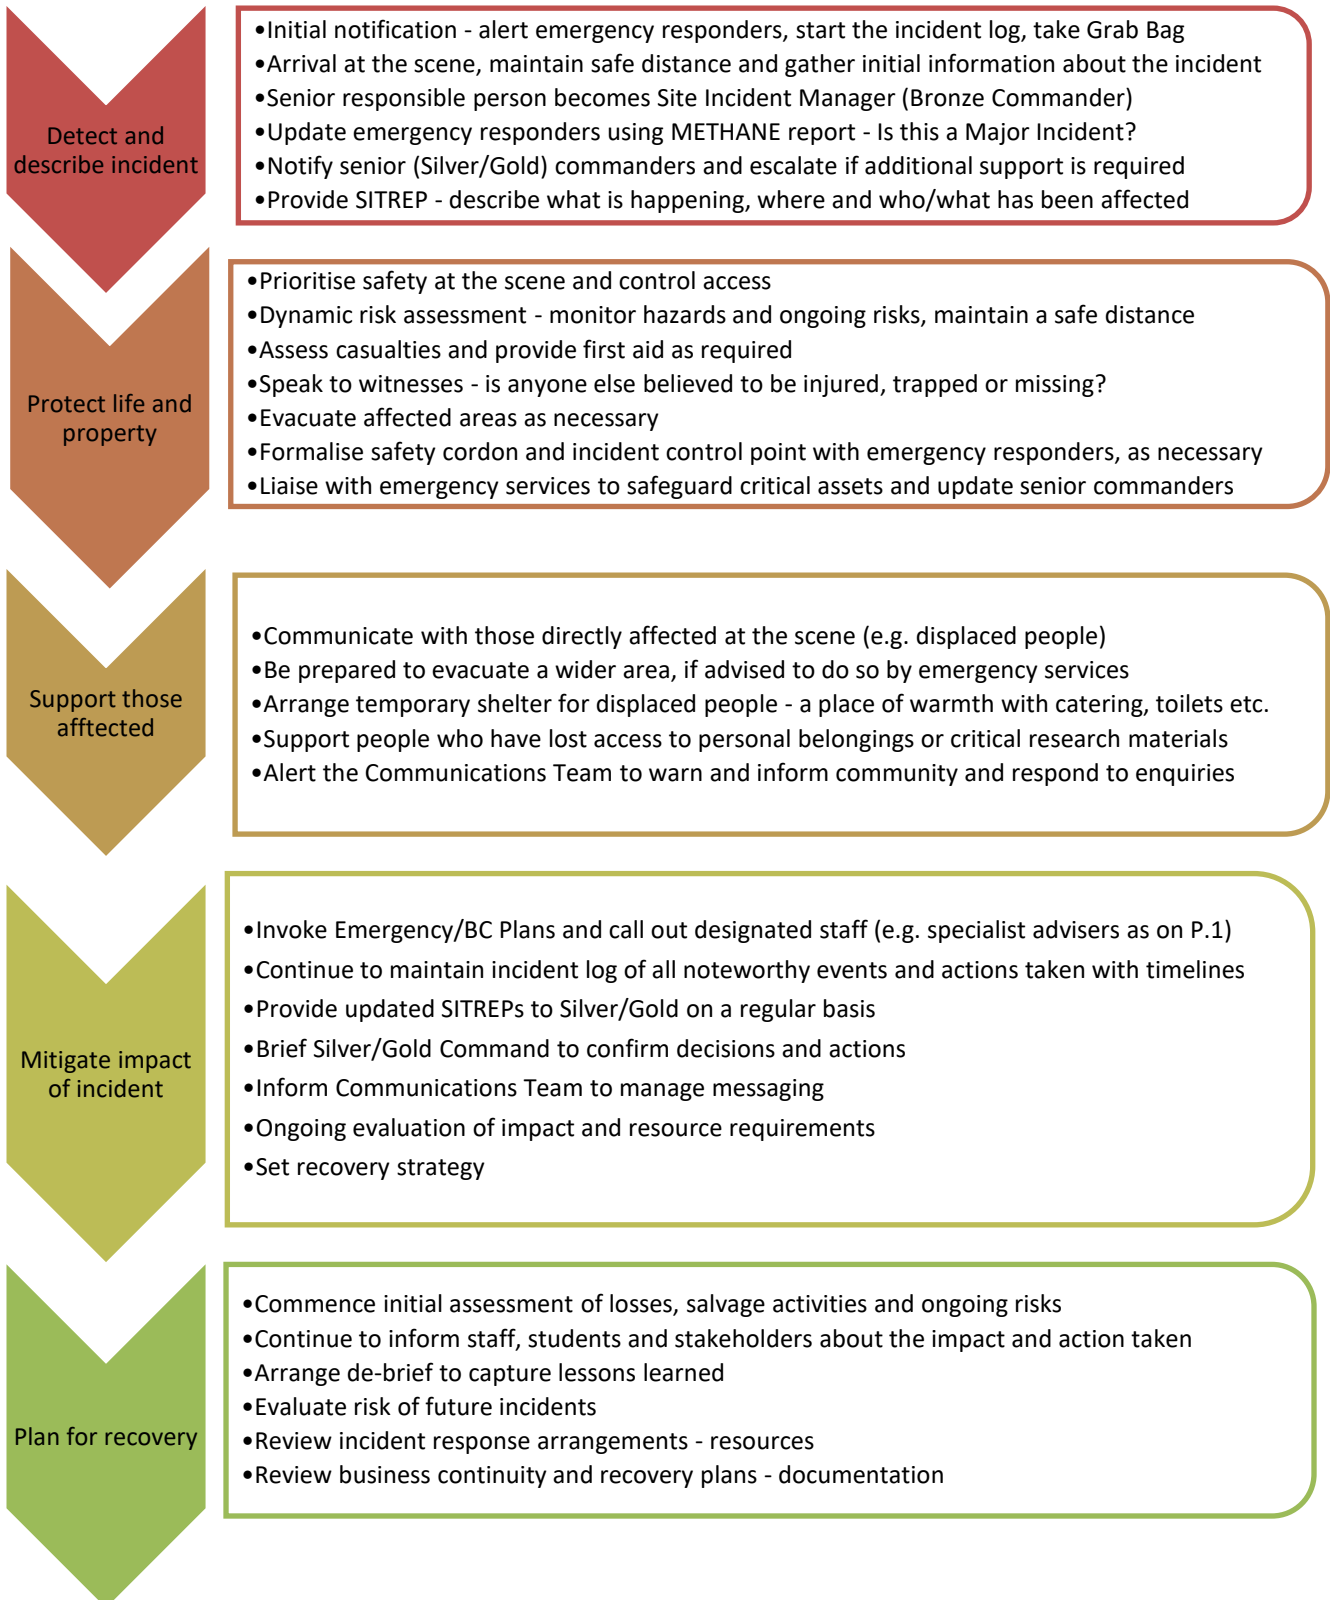 Detect and
describe incident
•Initial notification - alert emergency responders, start the incident log, take Grab Bag
•Arrival at the scene, maintain safe distance and gather initial information about the incident
•Senior responsible person becomes Site Incident Manager (Bronze Commander)
•Update emergency responders using METHANE report - Is this a Major Incident?
•Notify senior (Silver/Gold) commanders and escalate if additional support is required
•Provide SITREP - describe what is happening, where and who/what has been affected
Protect life and
property
•Prioritise safety at the scene and control access
•Dynamic risk assessment - monitor hazards and ongoing risks, maintain a safe distance
•Assess casualties and provide first aid as required
•Speak to witnesses - is anyone else believed to be injured, trapped or missing?
•Evacuate affected areas as necessary
•Formalise safety cordon and incident control point with emergency responders, as necessary
•Liaise with emergency services to safeguard critical assets and update senior commanders
Support those
afftected
•Communicate with those directly affected at the scene (e.g. displaced people)
•Be prepared to evacuate a wider area, if advised to do so by emergency services
•Arrange temporary shelter for displaced people - a place of warmth with catering, toilets etc.
•Support people who have lost access to personal belongings or critical research materials
•Alert the Communications Team to warn and inform community and respond to enquiries
Mitigate impact
of incident
•Invoke Emergency/BC Plans and call out designated staff (e.g. specialist advisers as on P.1)
•Continue to maintain incident log of all noteworthy events and actions taken with timelines
•Provide updated SITREPs to Silver/Gold on a regular basis
•Brief Silver/Gold Command to confirm decisions and actions
•Inform Communications Team to manage messaging
•Ongoing evaluation of impact and resource requirements
•Set recovery strategy
Plan for recovery
•Commence initial assessment of losses, salvage activities and ongoing risks
•Continue to inform staff, students and stakeholders about the impact and action taken
•Arrange de-brief to capture lessons learned
•Evaluate risk of future incidents
•Review incident response arrangements - resources
•Review business continuity and recovery plans - documentation